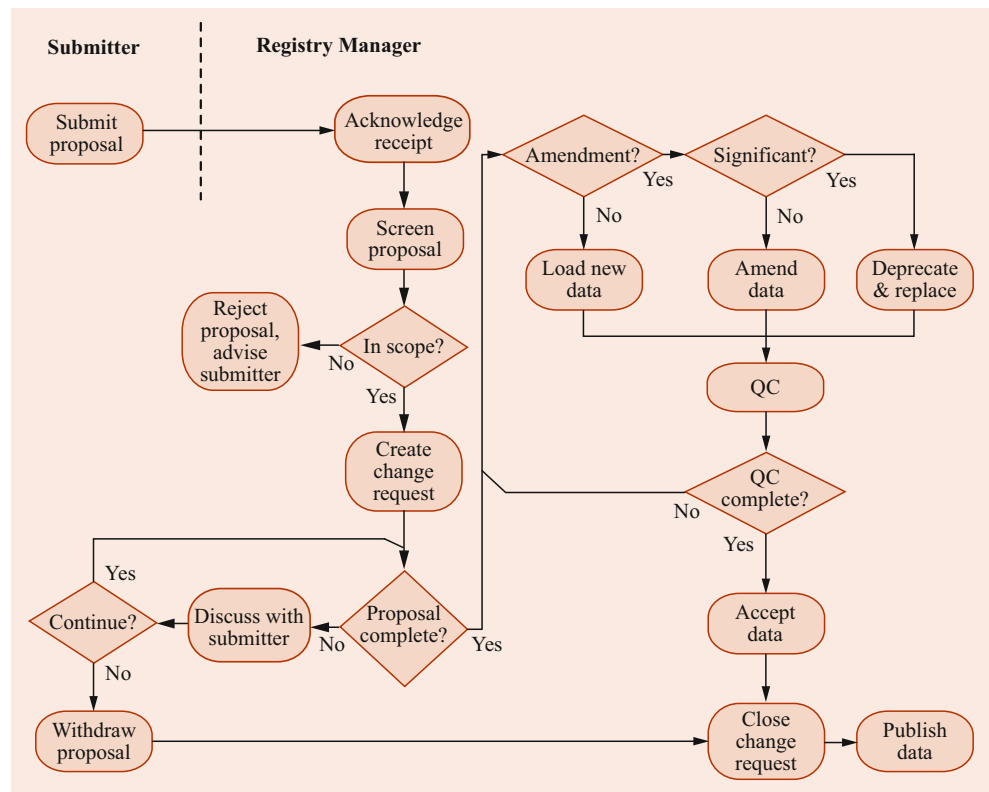 Submitter
Registry Manager
Submit
proposal
Acknowledge
receipt
Screen
proposal
In scope?
No
Yes
Reject
proposal,
advise
submitter
Create
change
request
Proposal
complete?
No
Yes
Discuss with
submitter
Continue?
Yes
No
Withdraw
proposal
Amendment?
Yes
No
Significant?
Yes
No
Load new
data
Amend
data
Deprecate
& replace
QC
QC
complete?
No
Yes
Accept
data
Close
change
request
Publish
data